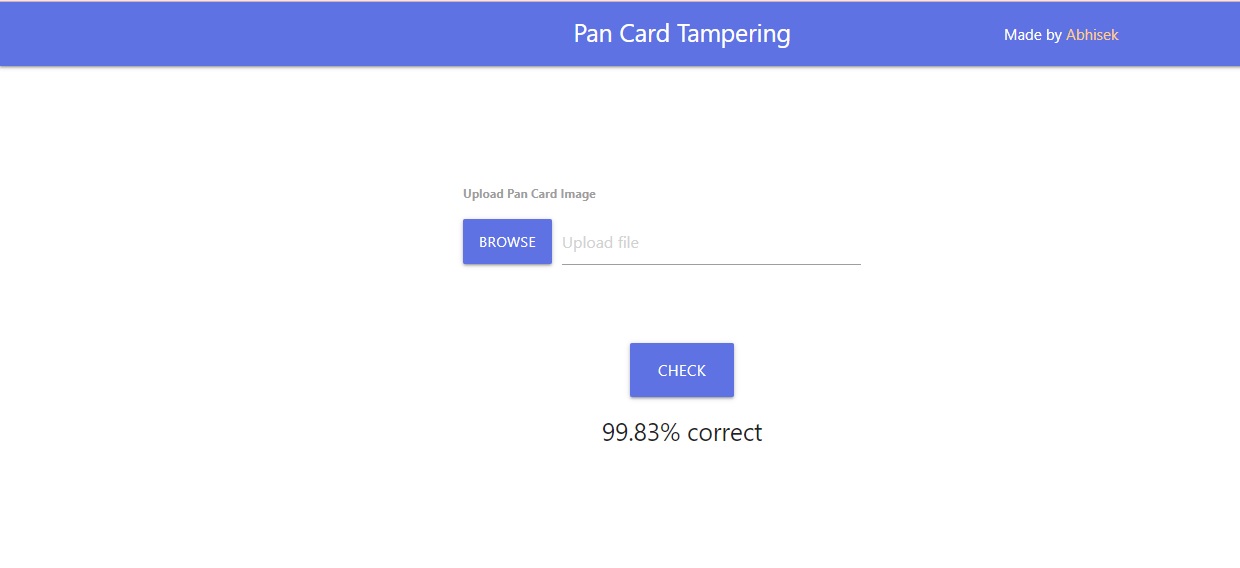 Pan Card Tampering
Made by Abhisek
Upload Pan Card Image
BROWSE
Upload file
CHECK
99.83% correct